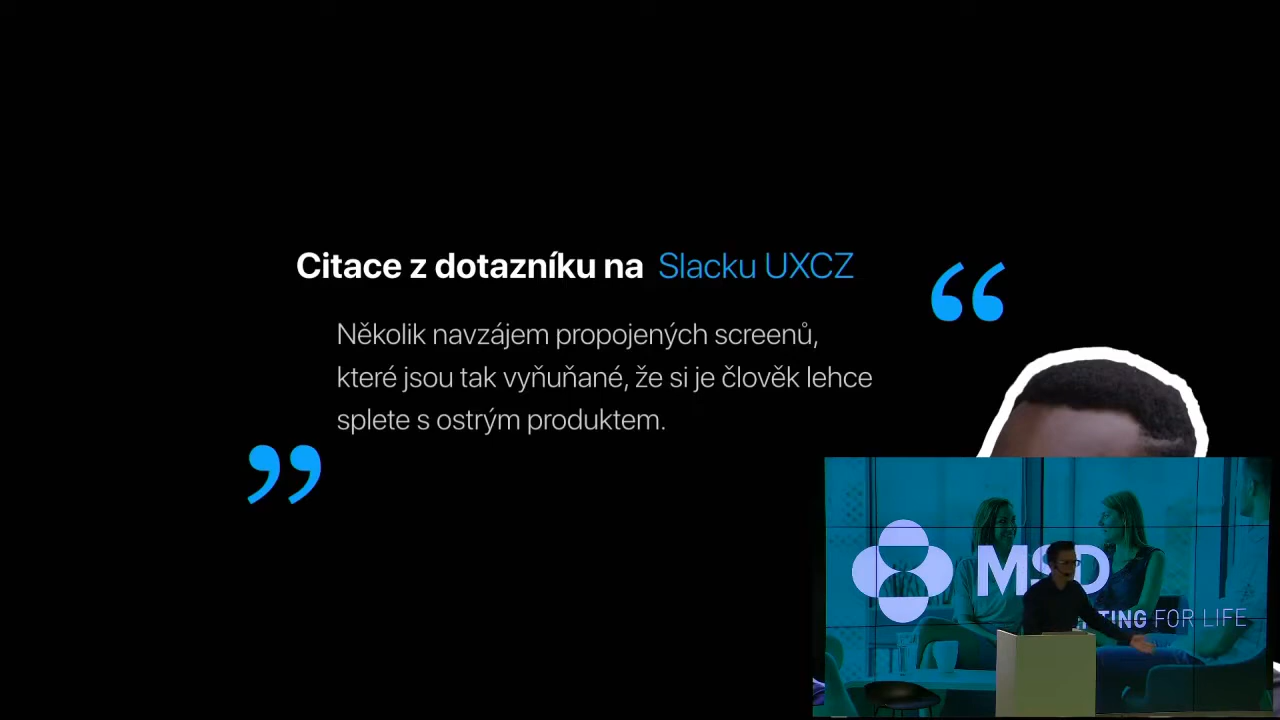 Citace z dotazníku na Slacku UXCZ
“
Několik navzájem propojených screenů,
které jsou tak vyňuňané, že si je člověk lehce
splete s ostrým produktem.
”
MSD
FOR LIFE